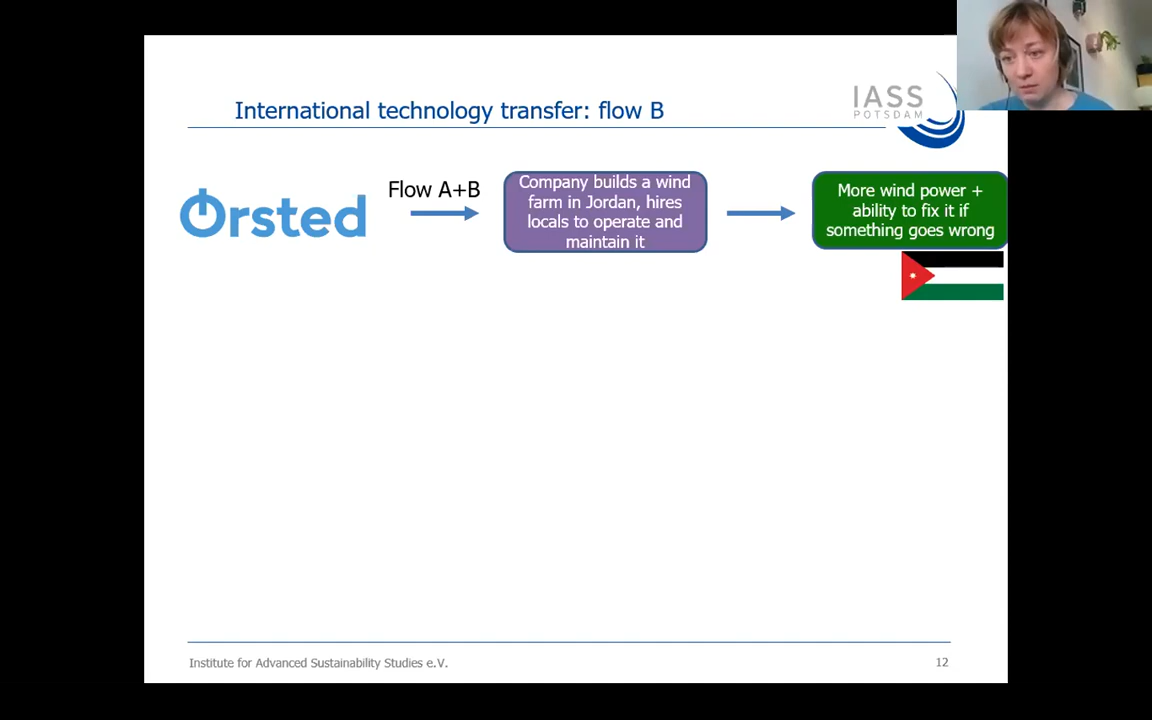 International technology transfer: flow B
IASS
POTSDAM
Ørsted
Flow A+B
Company builds a wind
farm in Jordan, hires
locals to operate and
maintain it
More wind power +
ability to fix it if
something goes wrong
Institute for Advanced Sustainability Studies e.V.
12